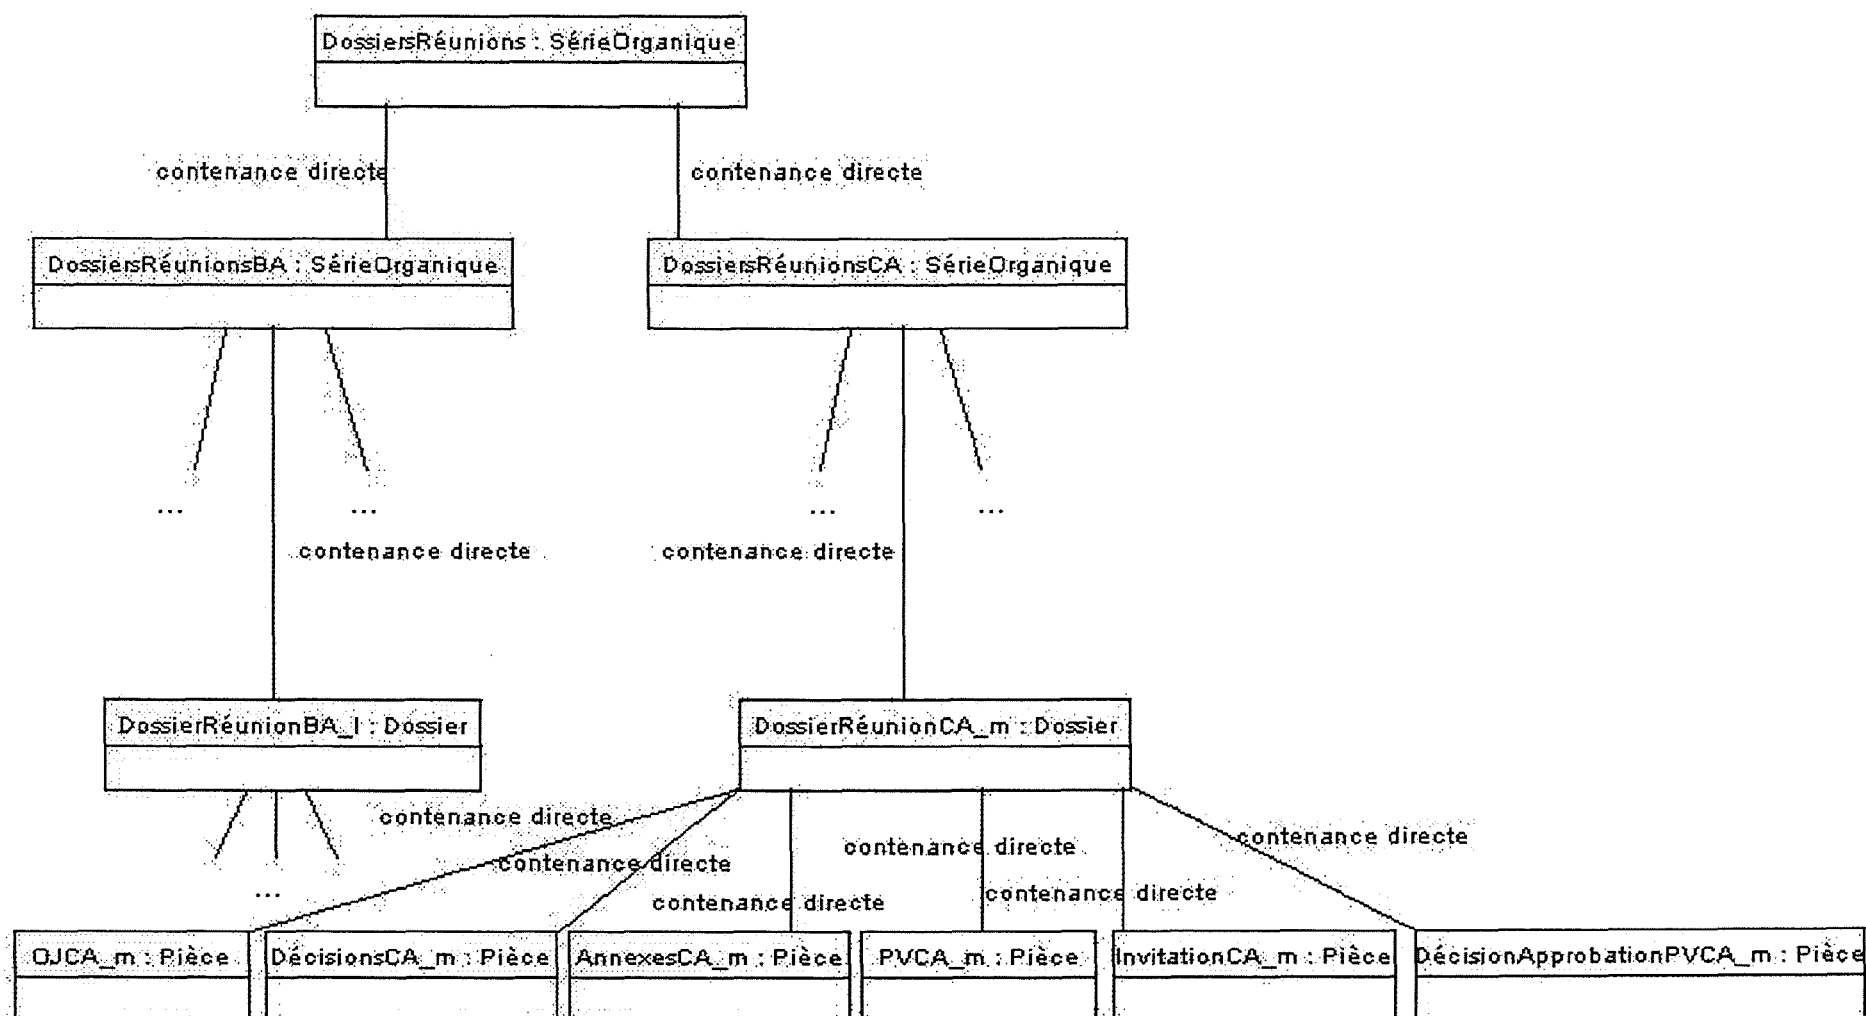 DossiersRéunions : SérieOrganique
contenance directe
contenance directe
DossiersRéunionsBA : SérieOrganique
DossiersRéunionsCA : SérieOrganique
...
...
...
...
contenance directe
contenance directe
DossierRéunionBA_l : Dossier
DossierRéunionCA_m : Dossier
contenance directe
contenance directe
contenance directe
contenance directe
contenance directe
contenance directe
...
OJCA_m : Pièce
DécisionsCA_m : Pièce
AnnexesCA_m : Pièce
PVCA_m : Pièce
InvitationCA_m : Pièce
DécisionApprobationPVCA_m : Pièce